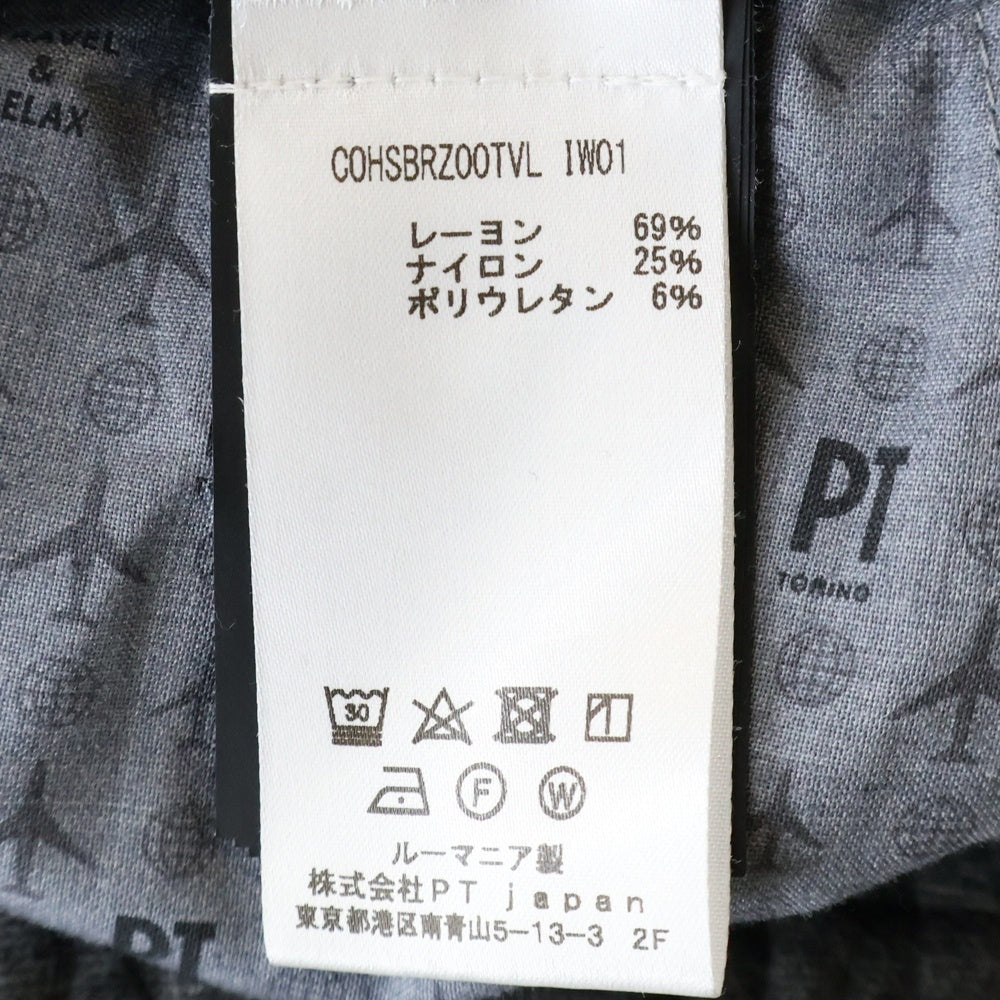 & 
COHSBRZ00TVL IW01
レーヨン 69%
ナイロン 25%
ポリウレタン 6%
PT
TORINO
30
F
W
ルーマニア製
株式会社PT japan
東京都港区南青山5-13-3 2F
PT